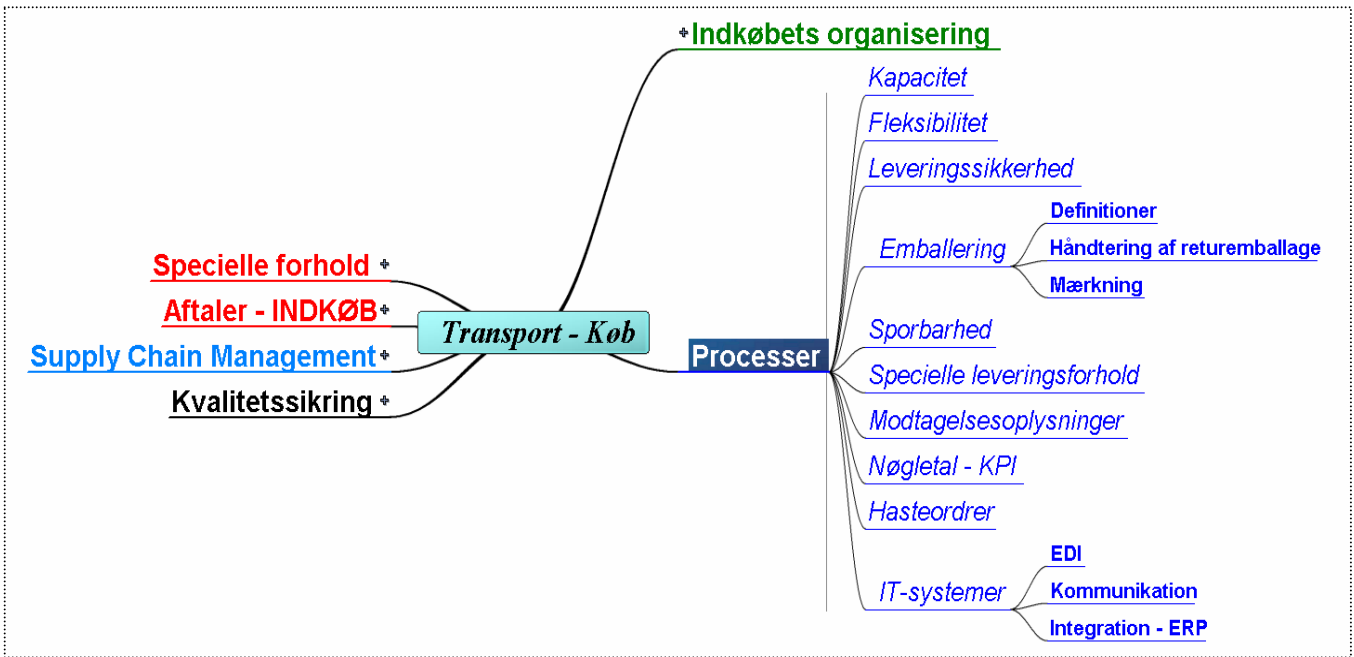 Indkøbets organisering
Kapacitet
Fleksibilitet
Leveringssikkerhed
Definitioner
Emballering
Håndtering af returemballage
Mærkning
Specielle forhold
Aftaler - INDKØB
Supply Chain Management
Kvalitetssikring
Transport - Køb
Processer
Sporbarhed
Specielle leveringsforhold
Modtagelsesoplysninger
Nøgletal - KPI
Hasteordrer
EDI
IT-systemer
Kommunikation
Integration - ERP